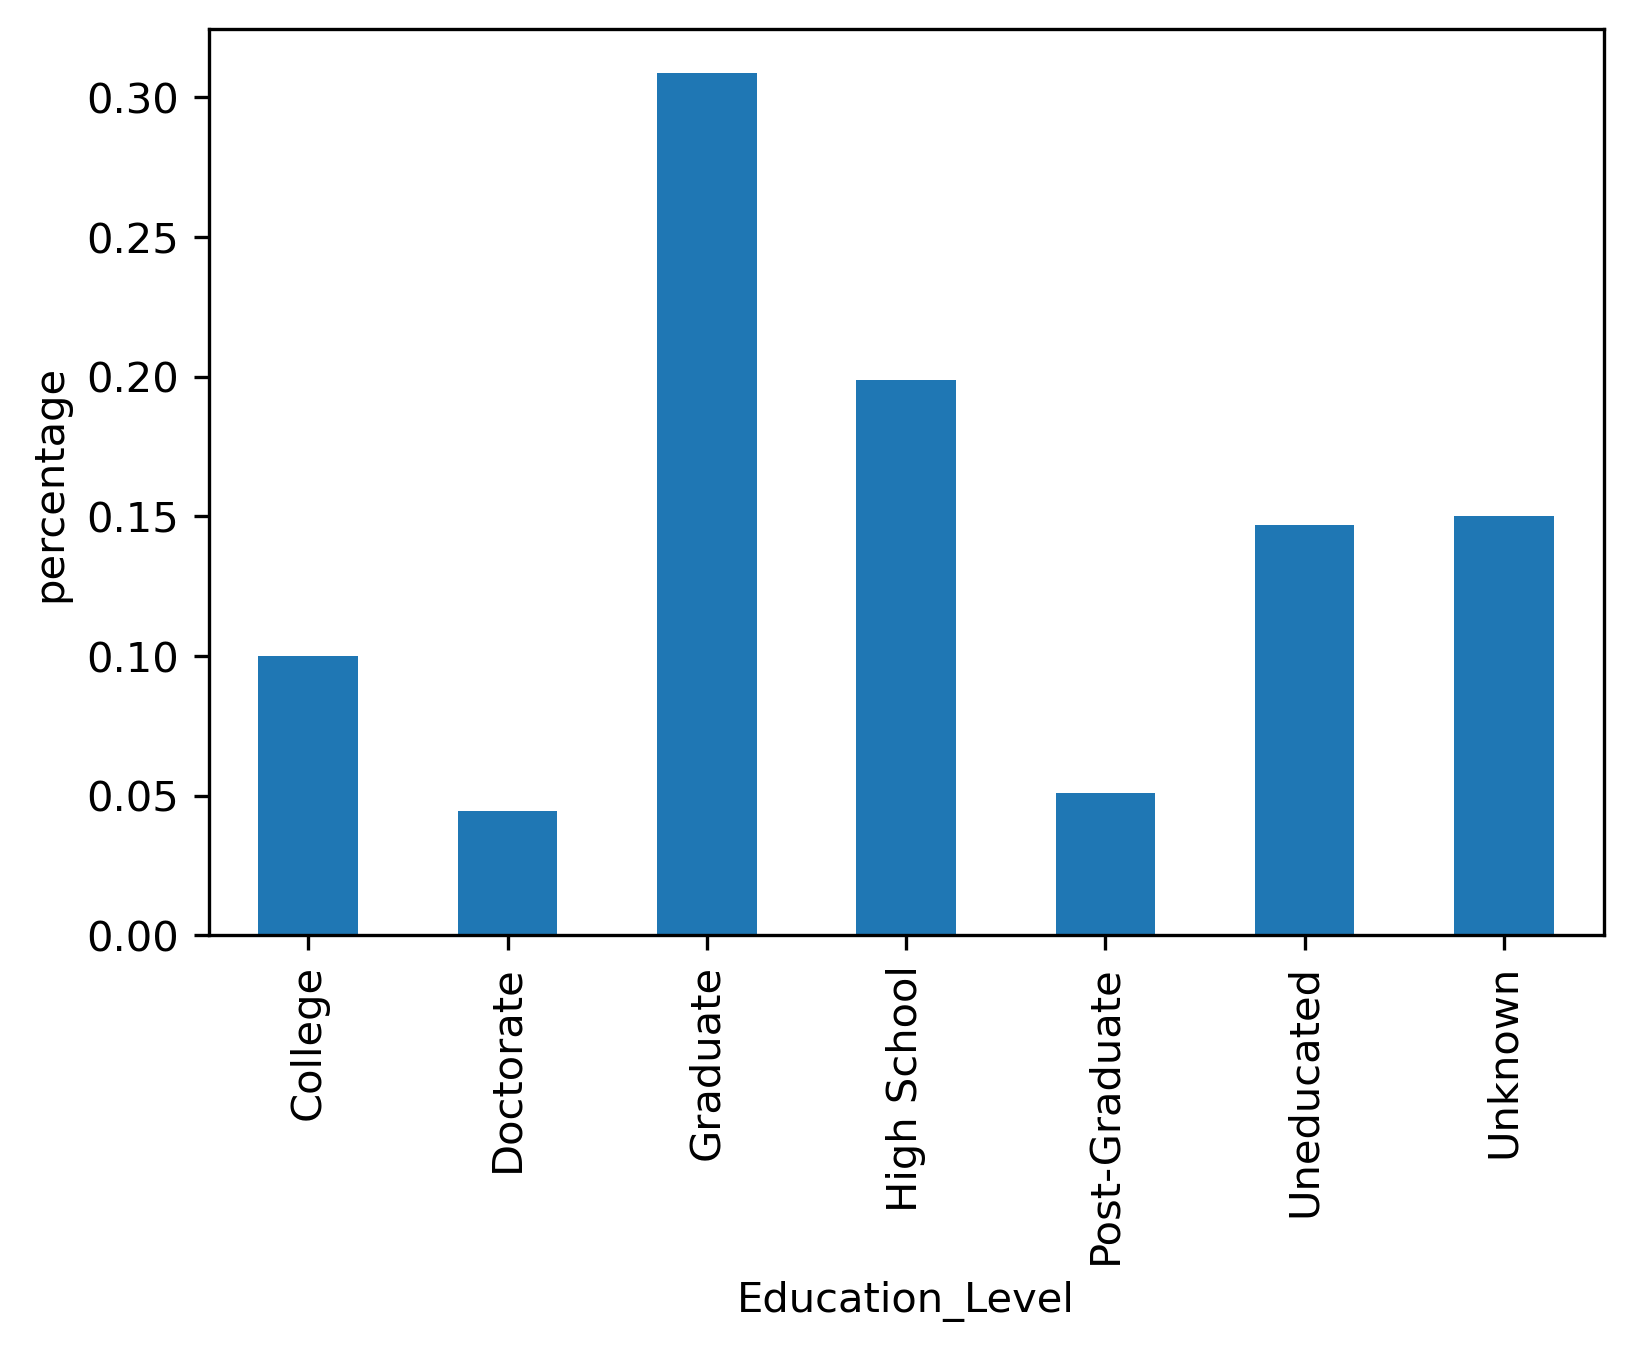 percentage
0.30
0.25
0.20
0.15
0.10
0.05
0.00
College
Doctorate
Graduate
High School
Post-Graduate
Uneducated
Unknown
Education_Level